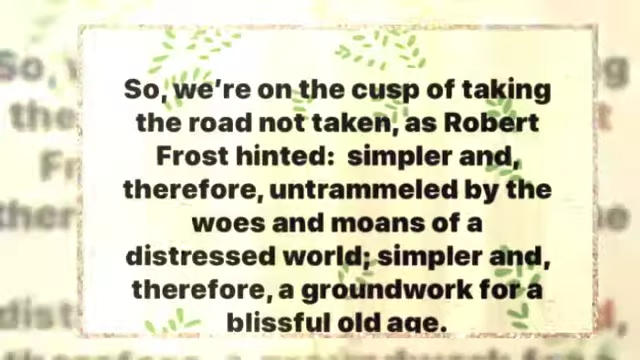 So, we're on the cusp of taking
the road not taken, as Robert
Frost hinted:  simpler and,
therefore, untrammeled by the
woes and moans of a
distressed world; simpler and,
therefore, a groundwork for a
blissful old age.